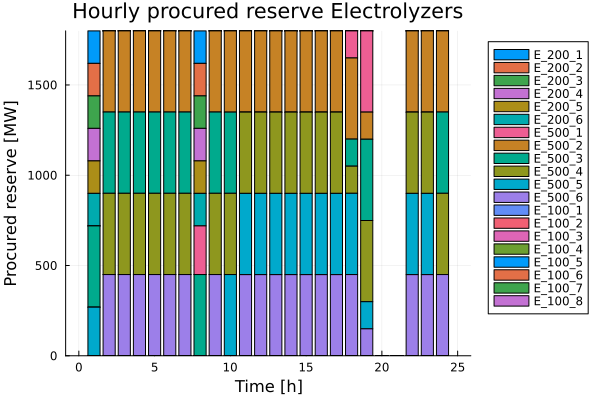 Hourly procured reserve Electrolyzers
Procured reserve [MW]
1500
1000
500
0
0 5 10 15 20 25
Time [h]
E_200_1
E_200_2
E_200_3
E_200_4
E_200_5
E_200_6
E_500_1
E_500_2
E_500_3
E_500_4
E_500_5
E_500_6
E_100_1
E_100_2
E_100_3
E_100_4
E_100_5
E_100_6
E_100_7
E_100_8